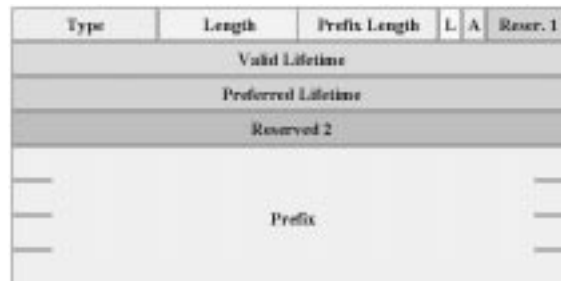 Type Length Prefix Length L A Reser. 1
Valid Lifetime
Preferred Lifetime
Reserved 2
Prefix